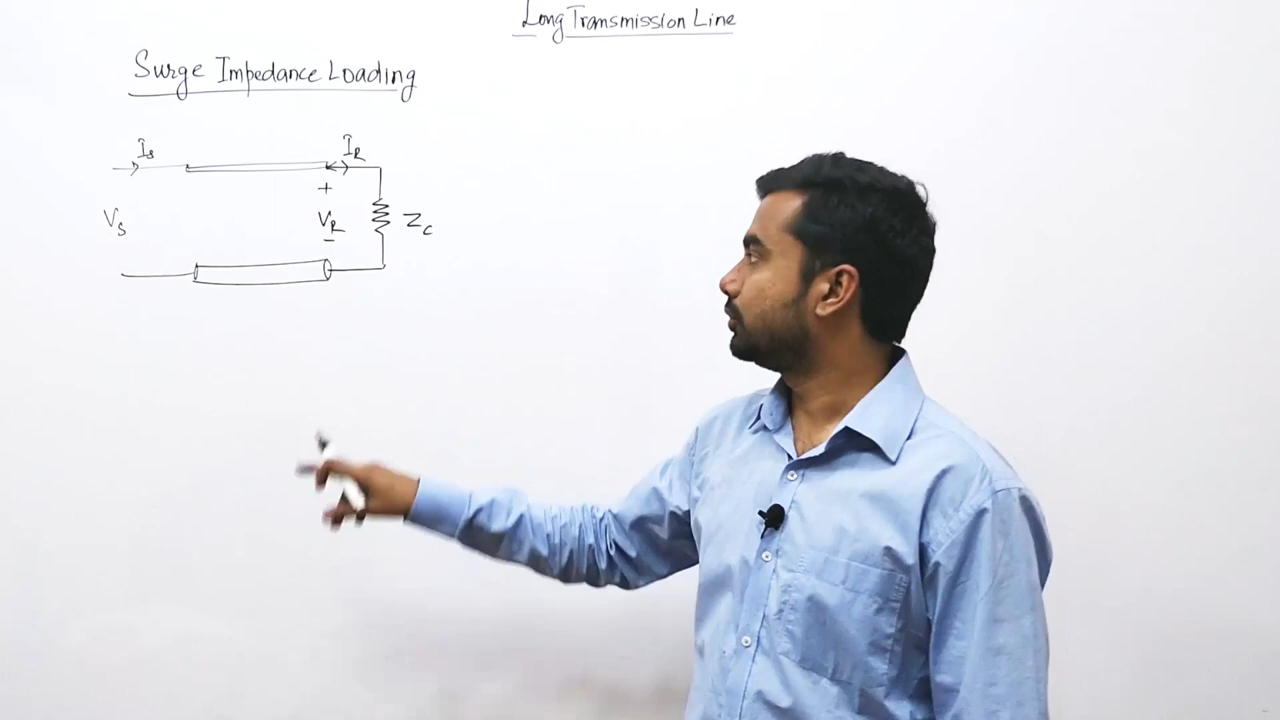 Long Transmission Line
Surge Impedance Loading
Is IR
+
Vs VR Zc
-